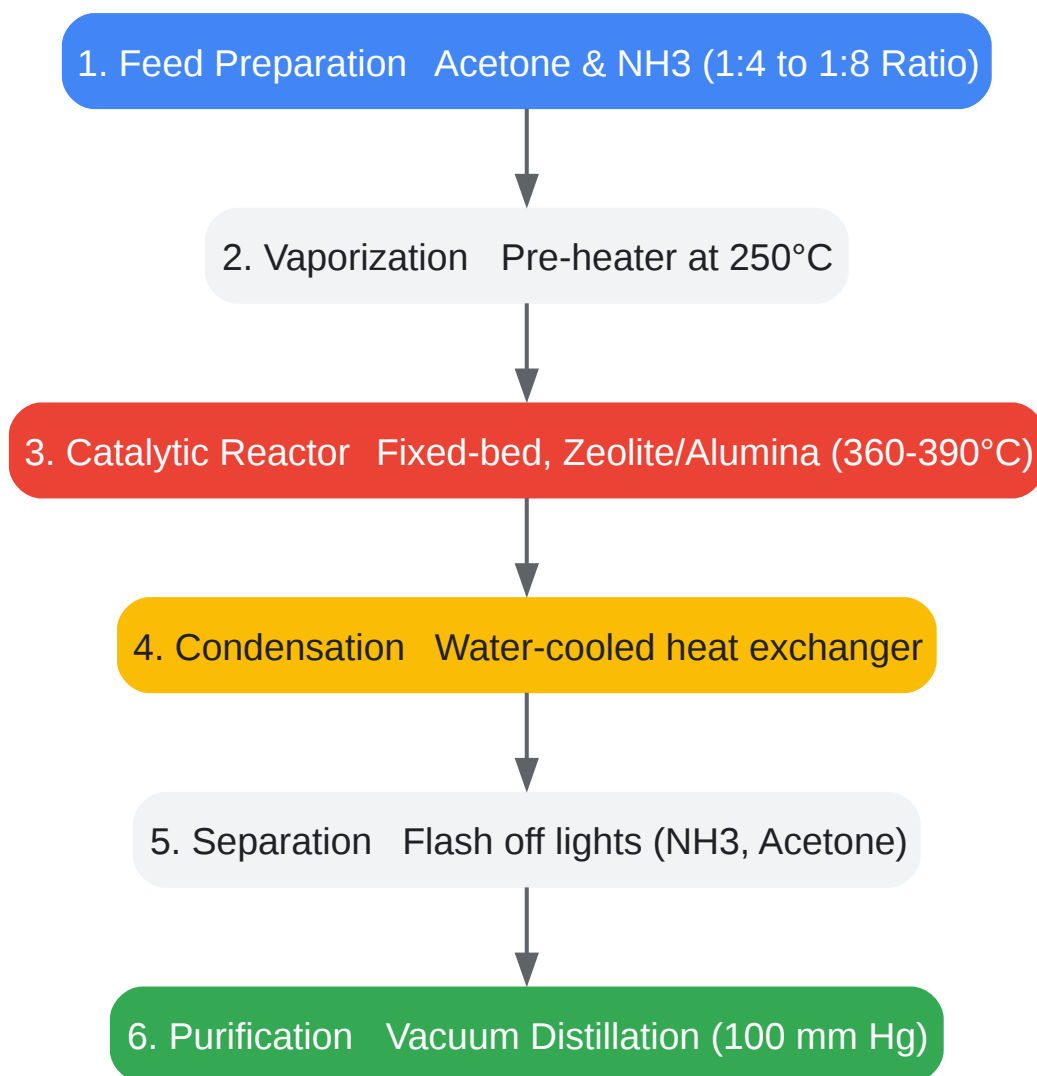 1. Feed Preparation   Acetone & NH3 (1:4 to 1:8 Ratio)
2. Vaporization   Pre-heater at 250°C
3. Catalytic Reactor   Fixed-bed, Zeolite/Alumina (360-390°C)
4. Condensation   Water-cooled heat exchanger
5. Separation   Flash off lights (NH3, Acetone)
6. Purification   Vacuum Distillation (100 mm Hg)